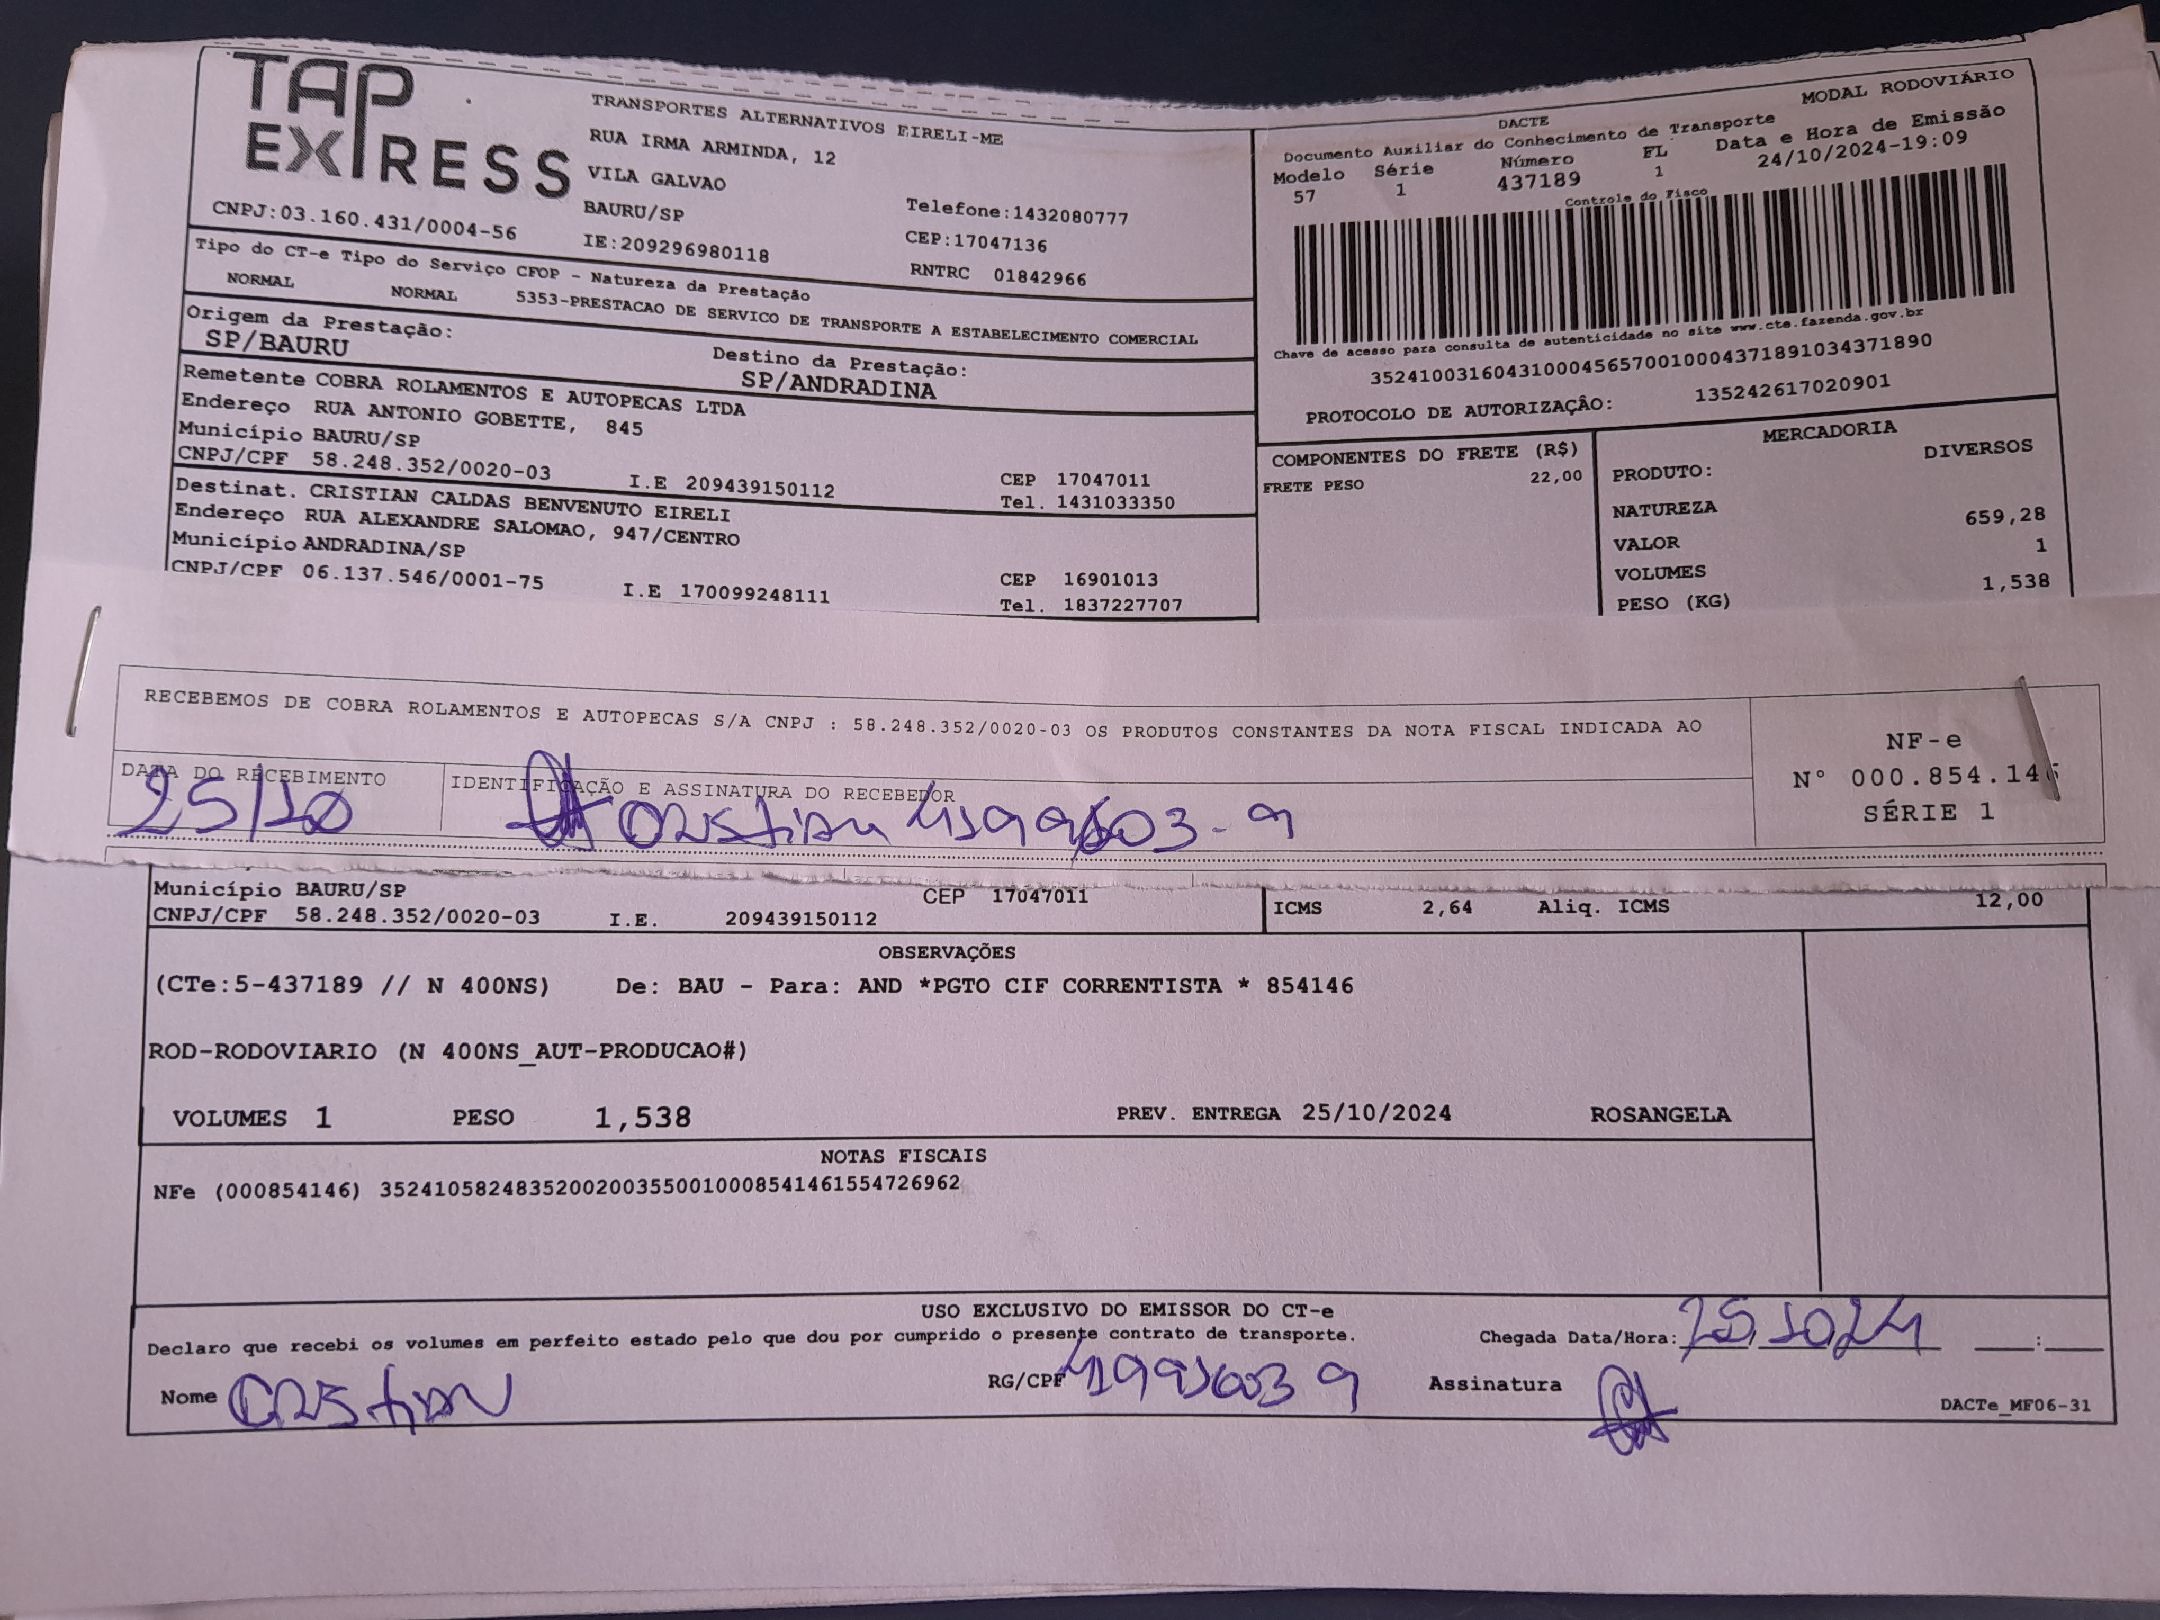 TAP
EXPRESS
TRANSPORTES ALTERNATIVOS EIRELI-ME
RUA IRMA ARMINDA, 12
VILA GALVAO
BAURU/SP
Telefone:1432080777
CNPJ:03.160.431/0004-56
IE:209296980118
CEP:17047136
RNTRC 01842966
DACTE
MODAL RODOVIÁRIO
Documento Auxiliar do Conhecimento de Transporte
Modelo Série Número FL Data e Hora de Emissão
57 1 437189 1 24/10/2024-19:09
Controle do Fisco
Chave de acesso para consulta de autenticidade no site www.cte.fazenda.gov.br
35241003160431000456570010004371891034371890
PROTOCOLO DE AUTORIZAÇÂO: 135242617020901
Tipo do CT-e Tipo do Serviço CFOP - Natureza da Prestação
NORMAL NORMAL 5353-PRESTACAO DE SERVICO DE TRANSPORTE A ESTABELECIMENTO COMERCIAL
Origem da Prestação: Destino da Prestação:
SP/BAURU SP/ANDRADINA
Remetente COBRA ROLAMENTOS E AUTOPECAS LTDA
Endereço RUA ANTONIO GOBETTE, 845
Município BAURU/SP CEP 17047011
CNPJ/CPF 58.248.352/0020-03 I.E 209439150112 Tel. 1431033350
Destinat. CRISTIAN CALDAS BENVENUTO EIRELI
Endereço RUA ALEXANDRE SALOMAO, 947/CENTRO
Município ANDRADINA/SP CEP 16901013
CNPJ/CPF 06.137.546/0001-75 I.E 170099248111 Tel. 1837227707
COMPONENTES DO FRETE (R$)
FRETE PESO 22,00
MERCADORIA
PRODUTO: DIVERSOS
NATUREZA
VALOR 659,28
VOLUMES 1
PESO (KG) 1,538
RECEBEMOS DE COBRA ROLAMENTOS E AUTOPECAS S/A CNPJ : 58.248.352/0020-03 OS PRODUTOS CONSTANTES DA NOTA FISCAL INDICADA AO
DATA DO RECEBIMENTO IDENTIFICAÇÃO E ASSINATURA DO RECEBEDOR
25/10 Cristian
NF-e
Nº 000.854.146
SÉRIE 1
Município BAURU/SP CEP 17047011
CNPJ/CPF 58.248.352/0020-03 I.E. 209439150112
ICMS 2,64 Aliq. ICMS 12,00
OBSERVAÇÕES
(CTe:5-437189 // N 400NS) De: BAU - Para: AND *PGTO CIF CORRENTISTA * 854146
ROD-RODOVIARIO (N 400NS_AUT-PRODUCAO#)
VOLUMES 1 PESO 1,538 PREV. ENTREGA 25/10/2024 ROSANGELA
NOTAS FISCAIS
NFe (000854146) 35241058248352002003550010008541461554726962
USO EXCLUSIVO DO EMISSOR DO CT-e
Declaro que recebi os volumes em perfeito estado pelo que dou por cumprido o presente contrato de transporte. Chegada Data/Hora: 25,10,24 :
Nome Cristian RG/CPF Assinatura
DACTe_MF06-31